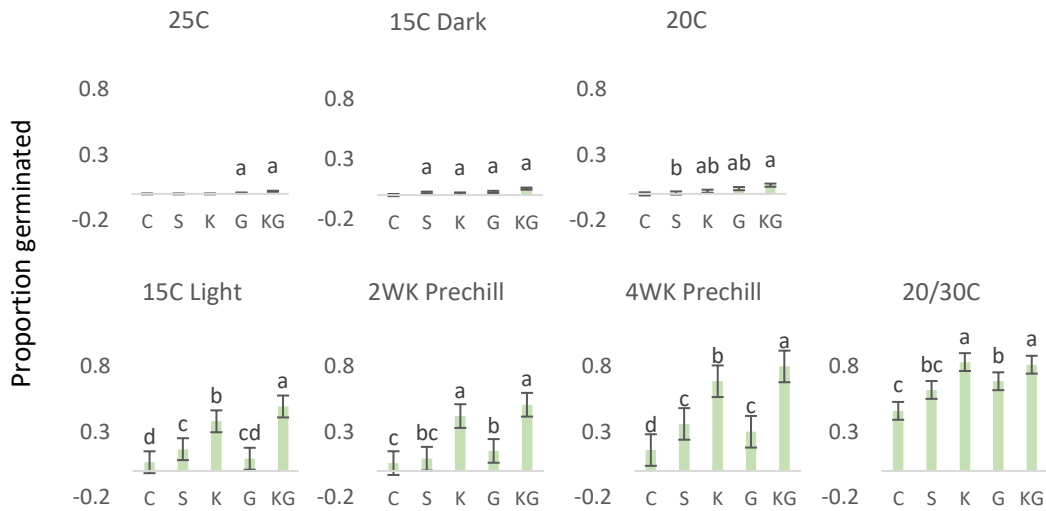 25C
15C Dark
20C
Proportion germinated
0.8
0.3
-0.2
a a
C S K G KG
0.8
0.3
-0.2
a a a a
C S K G KG
0.8
0.3
-0.2
b ab ab a
C S K G KG
15C Light
2WK Prechill
4WK Prechill
20/30C
0.8
0.3
-0.2
d c b cd a
C S K G KG
0.8
0.3
-0.2
c bc a b a
C S K G KG
0.8
0.3
-0.2
d c b c a
C S K G KG
0.8
0.3
-0.2
c bc a b a
C S K G KG